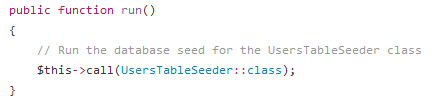 public function run()
{
    // Run the database seed for the UsersTableSeeder class
    $this->call(UsersTableSeeder::class);
}